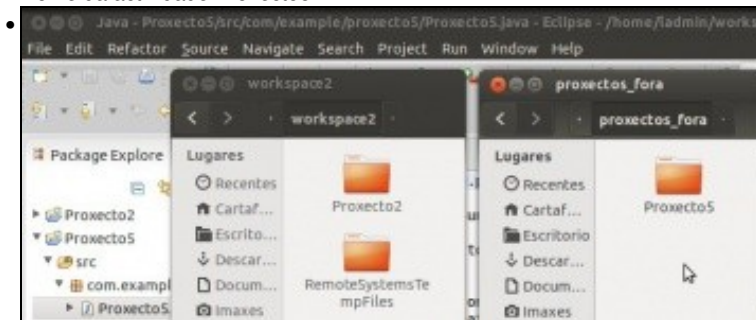 Java - Proxecto5/src/com/example/proxecto5/Proxecto5.java - Eclipse - /home/ladmin/work
File Edit Refactor Source Navigate Search Project Run Window Help
workspace2
workspace2
Package Explore
Proxecto2
Proxecto5
src
com.exampl
Proxecto5.
Lugares
Recentes
Cartaf...
Escrito...
Descar...
Docum...
Imaxes
Proxecto2
RemoteSystemsTe
mpFiles
proxectos_fora
proxectos_fora
Lugares
Recentes
Cartaf...
Escritorio
Descar...
Docum...
Imaxes
Proxecto5